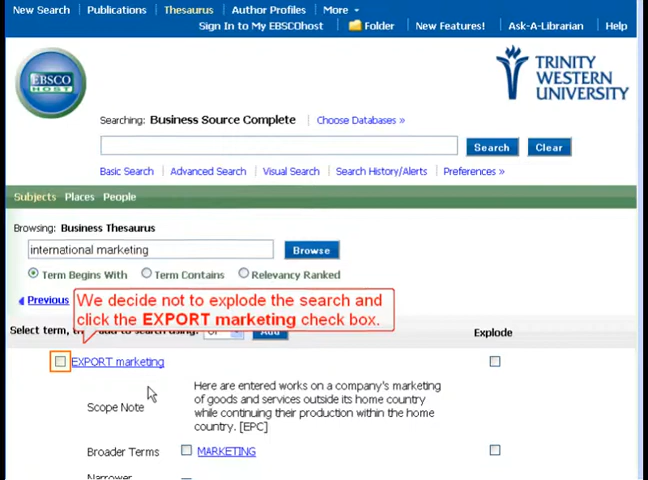 New Search Publications Thesaurus Author Profiles More
Sign In to My EBSCOhost Folder New Features! Ask-A-Librarian Help
EBSCO
HOST
TRINITY
WESTERN
UNIVERSITY
Searching: Business Source Complete Choose Databases »
Search Clear
Basic Search Advanced Search Visual Search Search History/Alerts Preferences »
Subjects Places People
Browsing: Business Thesaurus
international marketing Browse
Term Begins With Term Contains Relevancy Ranked
Previous
We decide not to explode the search and
click the EXPORT marketing check box.
Select term, Explode
EXPORT marketing
Here are entered works on a company's marketing
of goods and services outside its home country
Scope Note
while continuing their production within the home
country. [EPC]
Broader Terms MARKETING
Narrower